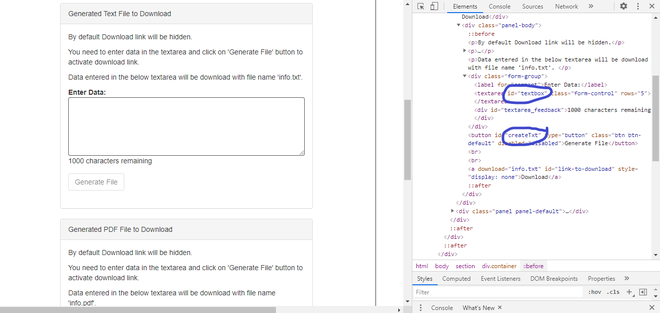 Generated Text File to Download
By default Download link will be hidden.
You need to enter data in the textarea and click on 'Generate File' button to
activate download link.
Data entered in the below textarea will be download with file name 'info.txt'.
Enter Data:
1000 characters remaining
Generate File
Generated PDF File to Download
By default Download link will be hidden.
You need to enter data in the textarea and click on 'Generate File' button to
activate download link.
Data entered in the below textarea will be download with file name
'info.pdf'.
Elements Console Sources Network »
Download</div>
<div class="panel-body">
::before
<p>By default Download link will be hidden.</p>
<p>…</p>
<p>Data entered in the below textarea will be download
with file name 'info.txt'. </p>
<div class="form-group">
<label for= Enter Data:</label>
<textarea id="textbox" class="form-control" rows="5">
</textarea>
<div id="textarea_feedback">1000 characters remaining
</div>
</div>
<button id="createTxt" type="button" class="btn btn-
default" >Generate File</button>
<br>
<br>
<a download="info.txt" id="link-to-download" style=
"display: none">Download</a>
::after
</div>
</div>
<div class="panel panel-default">…</div>
::after
</div>
::after
</div>
html body section div.container ::before
Styles Computed Event Listeners DOM Breakpoints Properties »
Filter :hov .cls +
Console What's New ×